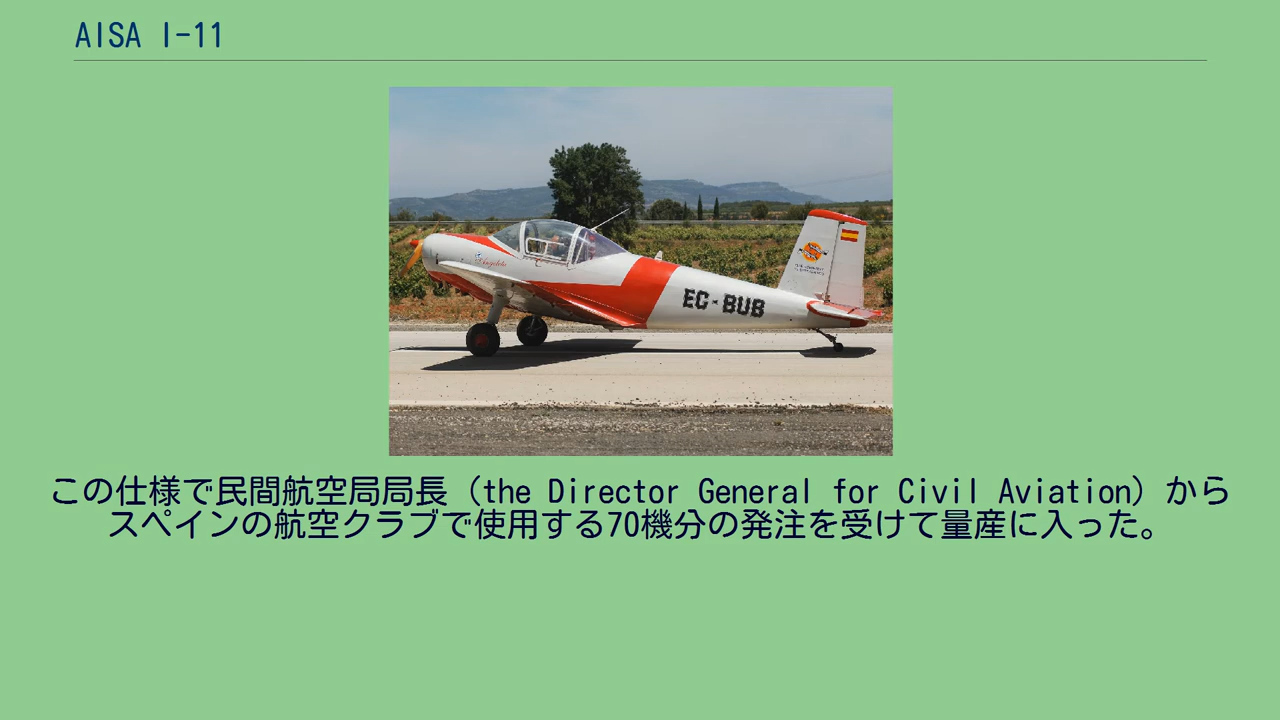 AISA I-11
EC-BUB
この仕様で民間航空局局長（the Director General for Civil Aviation）から
スペインの航空クラブで使用する70機分の発注を受けて量産に入った。